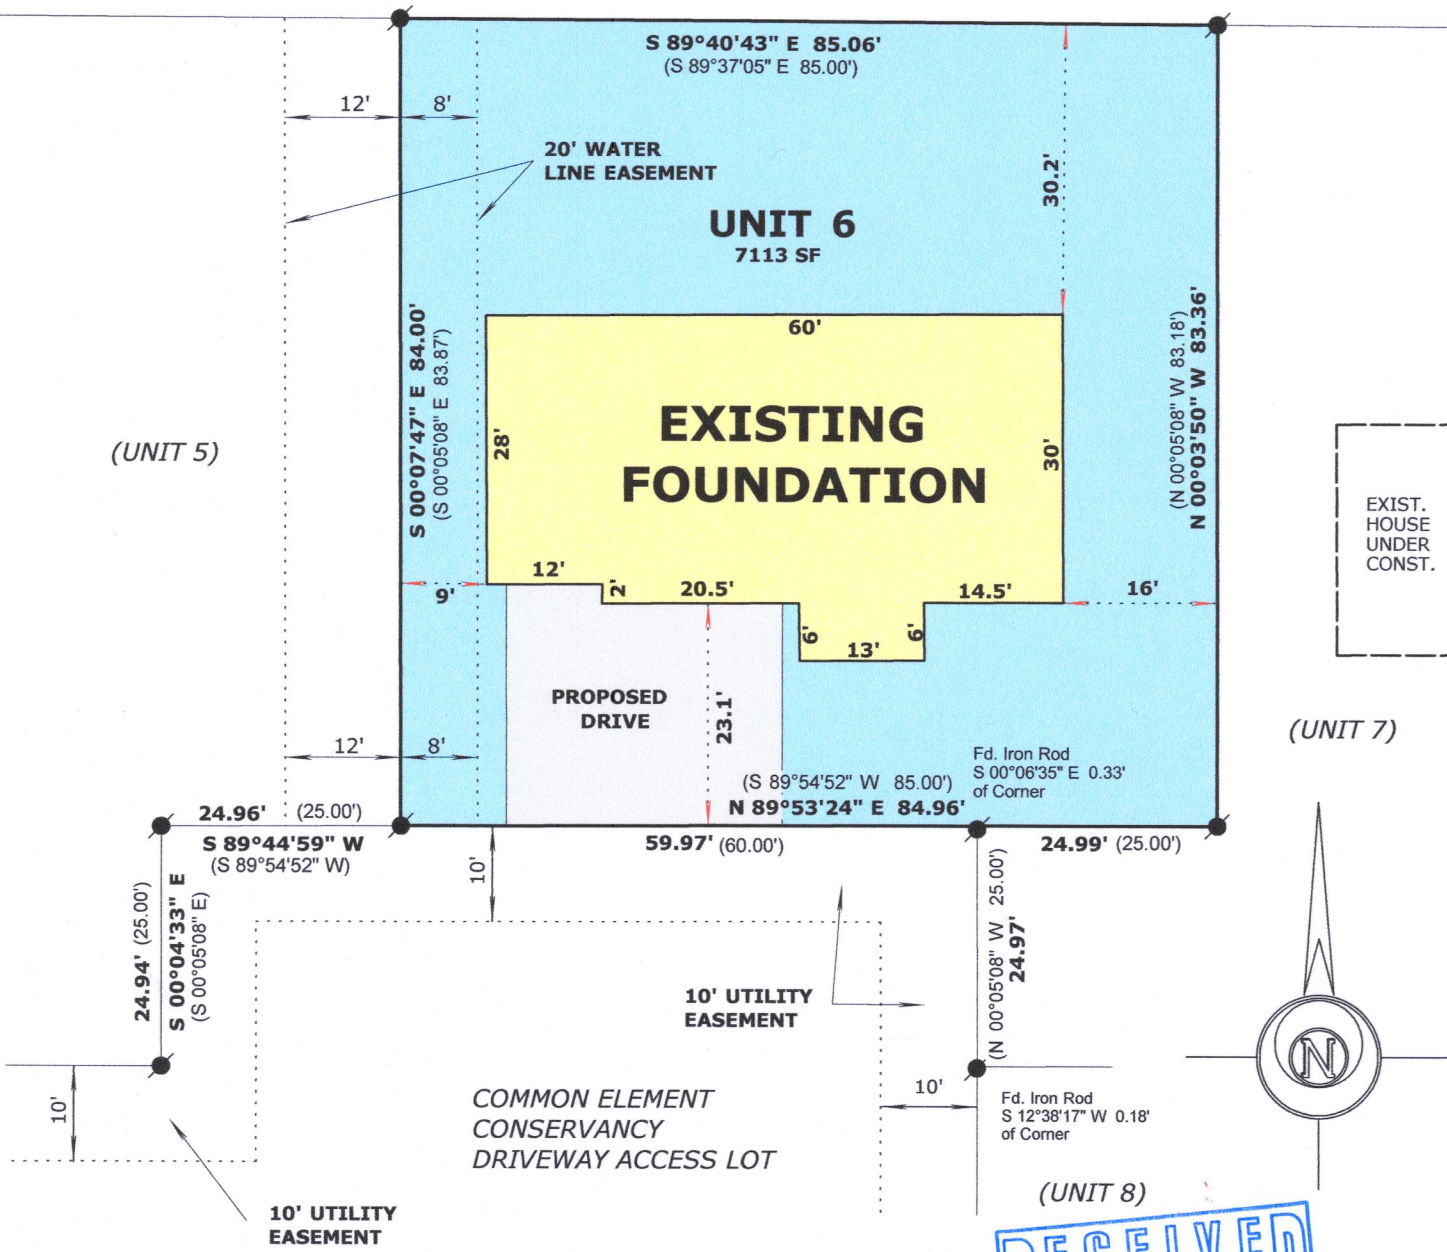 S 89°40'43" E 85.06'
(S 89°37'05" E 85.00')
12'
8'
20' WATER
LINE EASEMENT
30.2'
UNIT 6
7113 SF
60'
S 00°07'47" E 84.00'
(S 00°05'08" E 83.87')
(N 00°05'08" W 83.18')
N 00°03'50" W 83.36'
EXISTING
FOUNDATION
28'
30'
(UNIT 5)
EXIST.
HOUSE
UNDER
CONST.
12'
2'
20.5'
14.5'
16'
9'
6'
6'
13'
PROPOSED
DRIVE
23.1'
(UNIT 7)
12'
8'
Fd. Iron Rod
S 00°06'35" E 0.33'
of Corner
(S 89°54'52" W 85.00')
N 89°53'24" E 84.96'
24.96' (25.00')
S 89°44'59" W
(S 89°54'52" W)
59.97' (60.00')
24.99' (25.00')
10'
24.94' (25.00')
S 00°04'33" E
(S 00°05'08" E)
(N 00°05'08" W 25.00')
24.97'
10' UTILITY
EASEMENT
N
10'
10'
COMMON ELEMENT
CONSERVANCY
DRIVEWAY ACCESS LOT
Fd. Iron Rod
S 12°38'17" W 0.18'
of Corner
(UNIT 8)
10' UTILITY
EASEMENT
RECEIVED